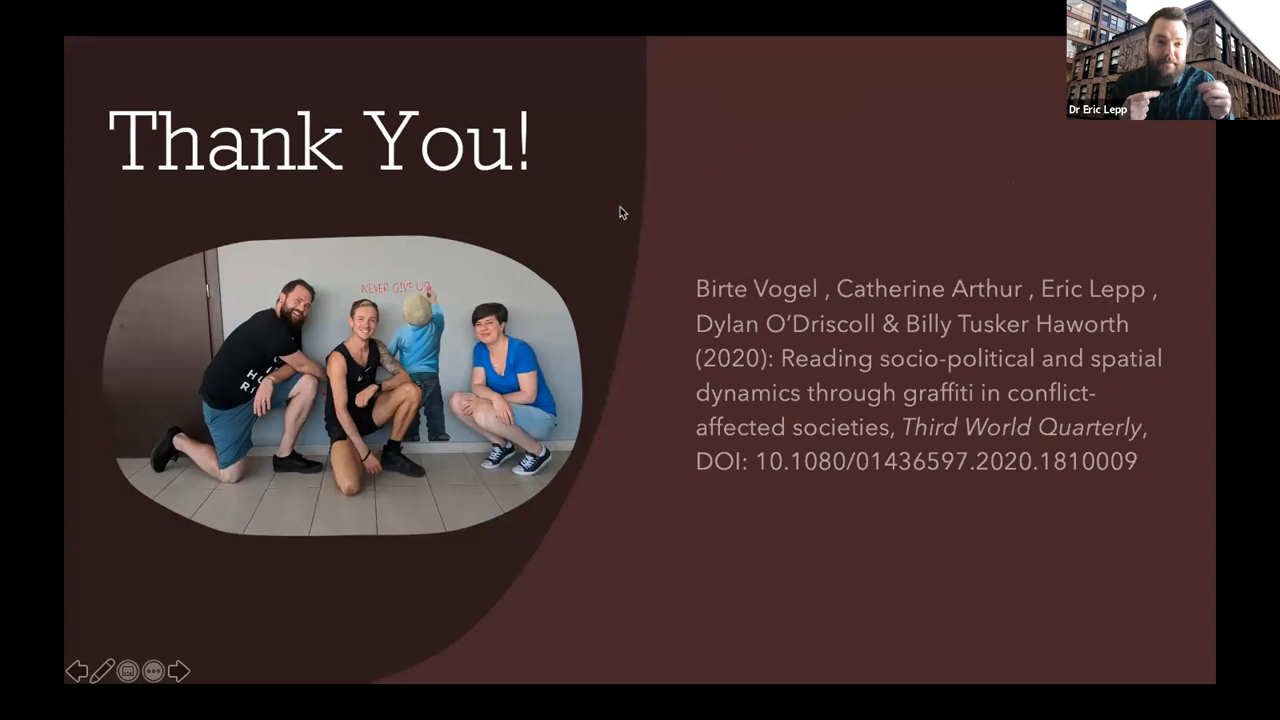 Dr Eric Lepp
Thank You!
NEVER GIVE UP
Birte Vogel , Catherine Arthur , Eric Lepp ,
Dylan O’Driscoll & Billy Tusker Haworth
(2020): Reading socio-political and spatial
dynamics through graffiti in conflict-
affected societies, Third World Quarterly,
DOI: 10.1080/01436597.2020.1810009